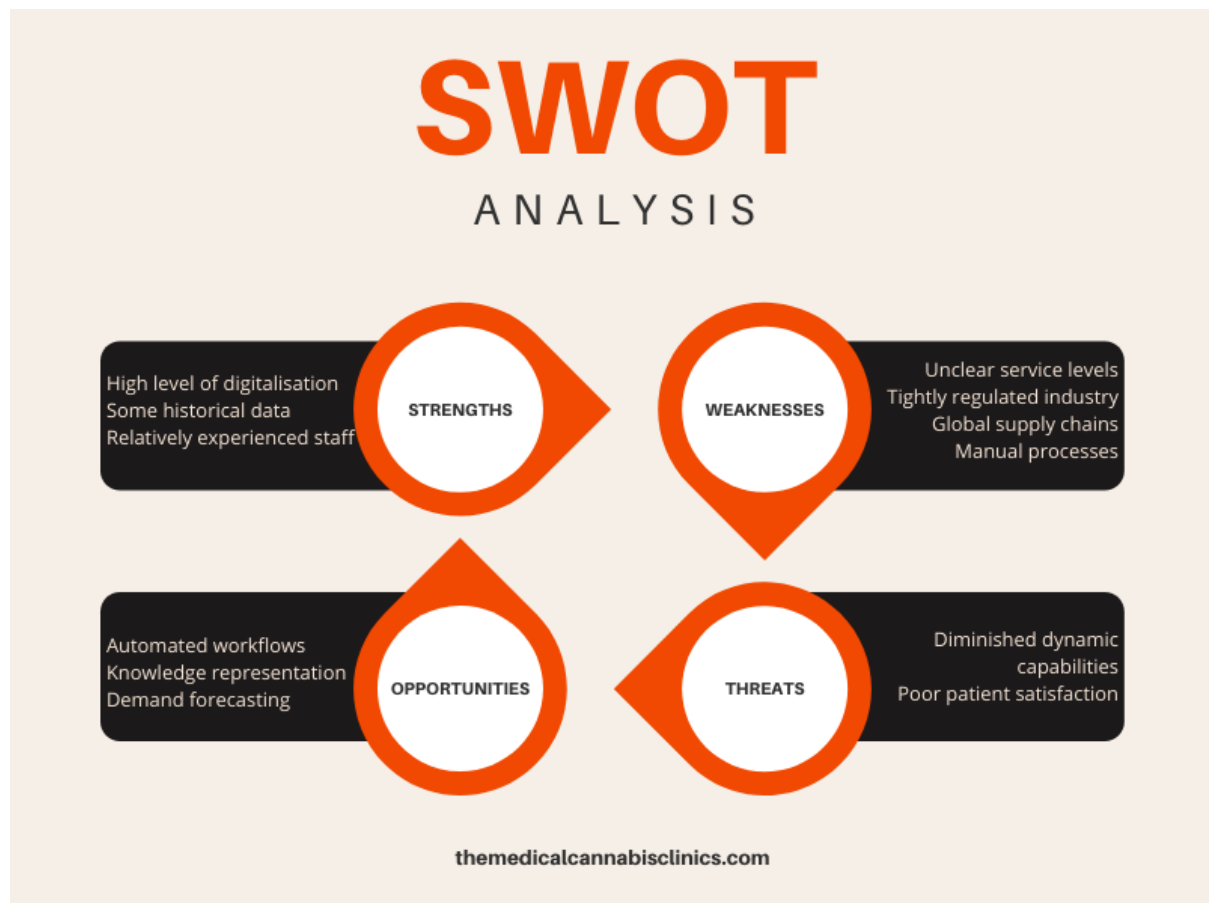 SWOT
ANALYSIS
High level of digitalisation
Some historical data
Relatively experienced staff
STRENGTHS
WEAKNESSES
Unclear service levels
Tightly regulated industry
Global supply chains
Manual processes
Automated workflows
Knowledge representation
Demand forecasting
OPPORTUNITIES
THREATS
Diminished dynamic
capabilities
Poor patient satisfaction
themedicalcannabisclinics.com